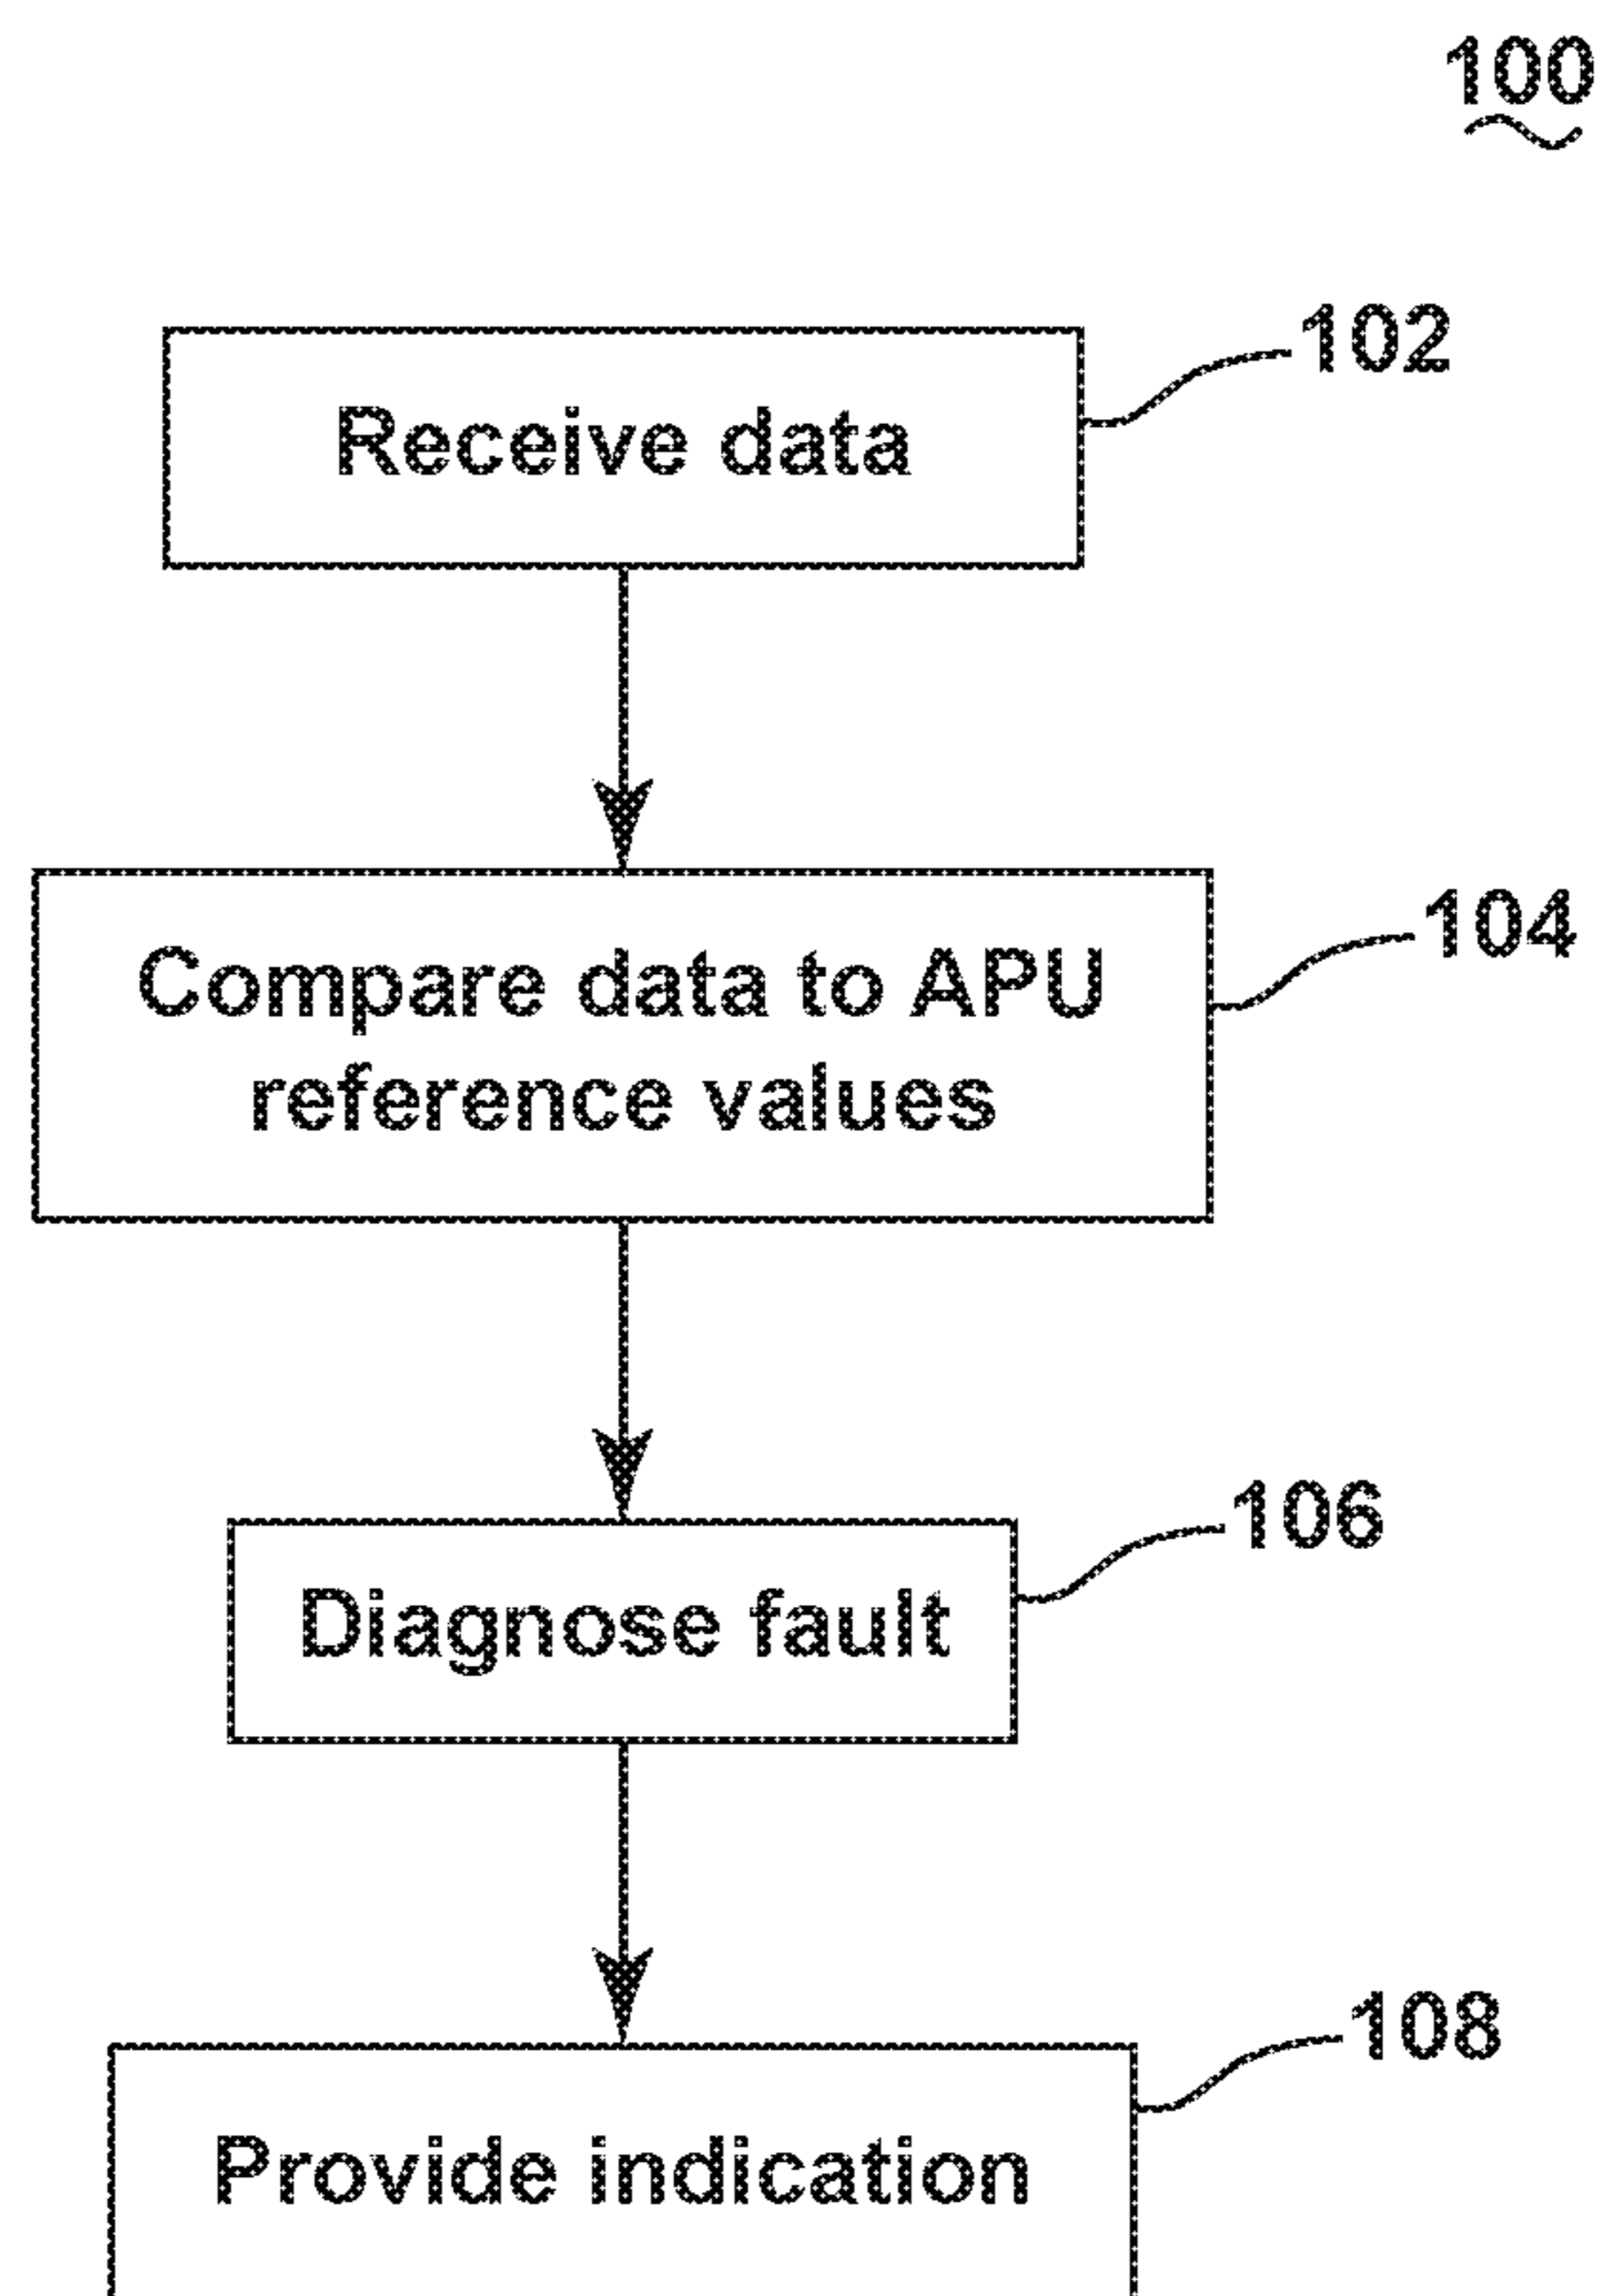 100
102
Receive data
104
Compare data to APU
reference values
106
Diagnose fault
108
Provide indication